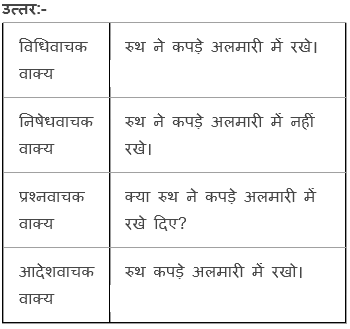 उत्तर:-
विधिवाचक
वाक्य
रुथ ने कपड़े अलमारी में रखे।
निषेधवाचक
वाक्य
रुथ ने कपड़े अलमारी में नहीं
रखे।
प्रश्नवाचक
वाक्य
क्या रुथ ने कपड़े अलमारी में
रखे दिए?
आदेशवाचक
वाक्य
रुथ कपड़े अलमारी में रखो।